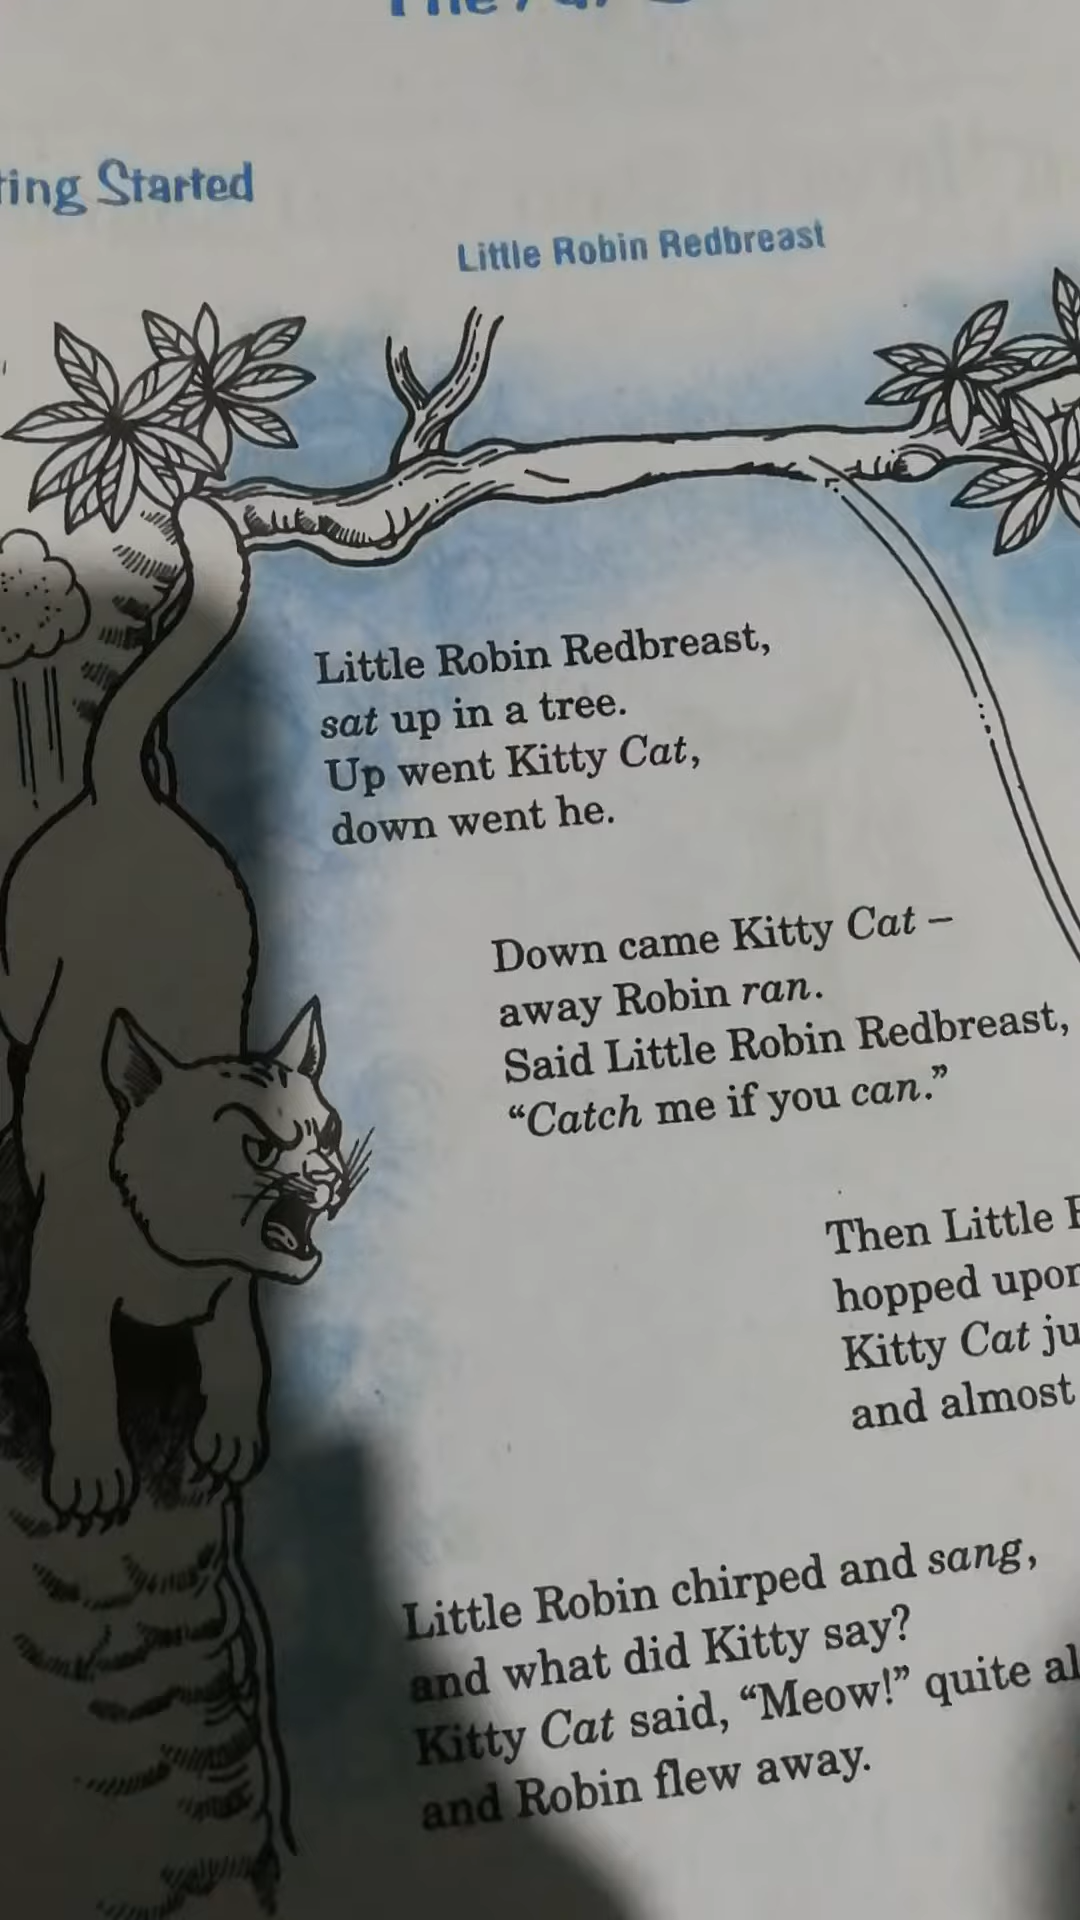 Started
Little Robin Redbreast
Little Robin Redbreast,
sat up in a tree.
Up went Kitty Cat,
down went he.
Down came Kitty Cat –
away Robin ran.
Said Little Robin Redbreast,
“Catch me if you can.”
Then Little
hopped
Kitty Cat
and almost
Little Robin chirped and sang,
and what did Kitty say?
Kitty Cat said, “Meow!” quite
and Robin flew away.